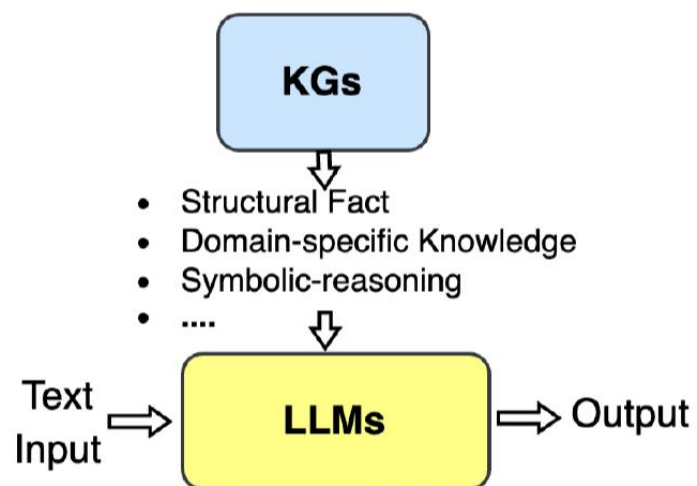 KGs
• Structural Fact
• Domain-specific Knowledge
• Symbolic-reasoning
• ....
Text
Input
LLMs
Output